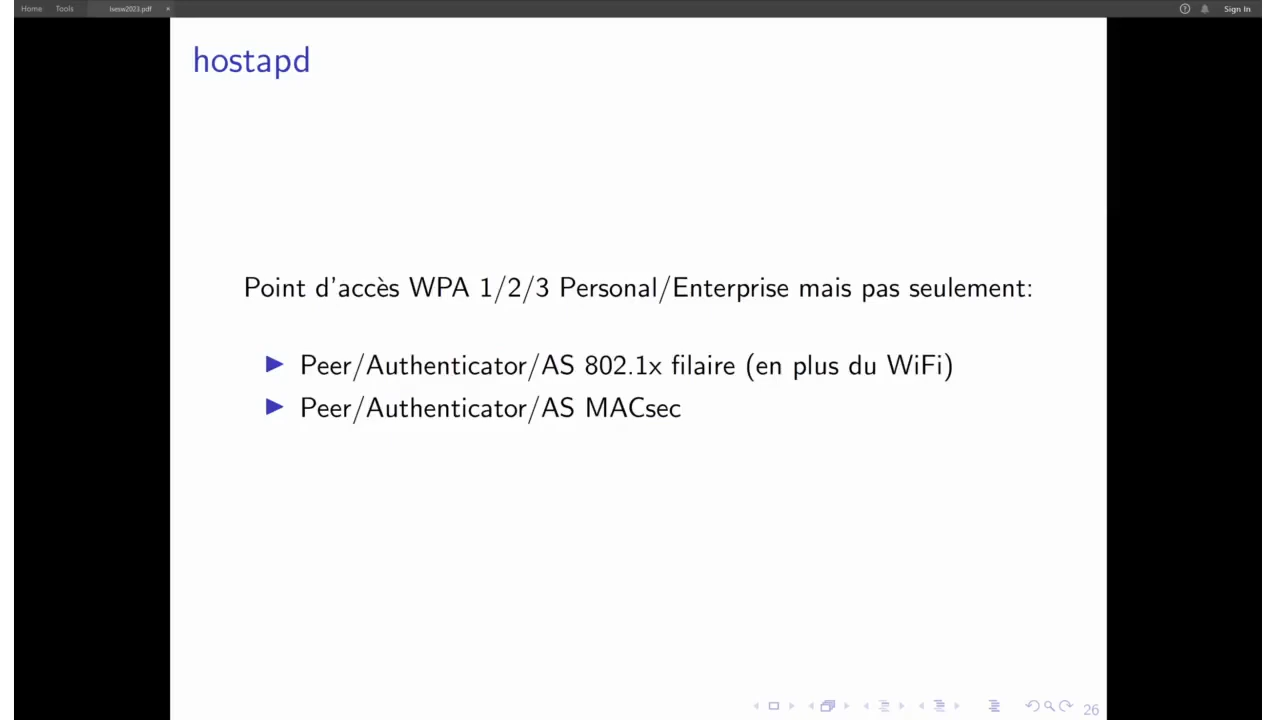 Home Tools lsesw2023.pdf × Sign In
hostapd
Point d'accès WPA 1/2/3 Personal/Enterprise mais pas seulement:
Peer/Authenticator/AS 802.1x filaire (en plus du WiFi)
Peer/Authenticator/AS MACsec
26